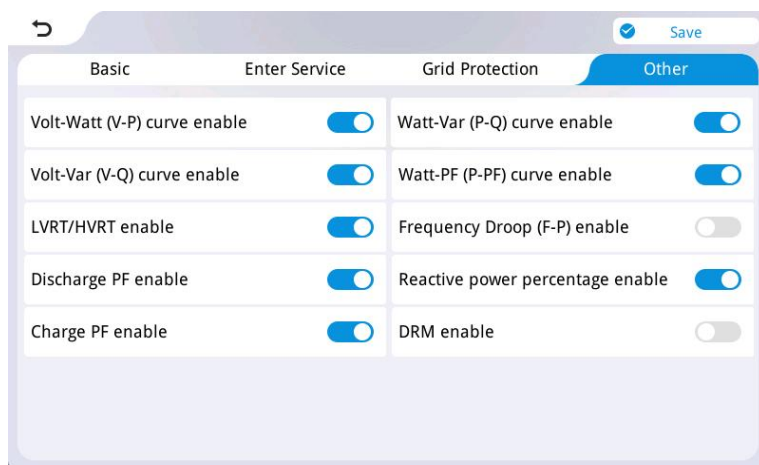 Save
Basic
Enter Service
Grid Protection
Other
Volt-Watt (V-P) curve enable
Watt-Var (P-Q) curve enable
Volt-Var (V-Q) curve enable
Watt-PF (P-PF) curve enable
LVRT/HVRT enable
Frequency Droop (F-P) enable
Discharge PF enable
Reactive power percentage enable
Charge PF enable
DRM enable